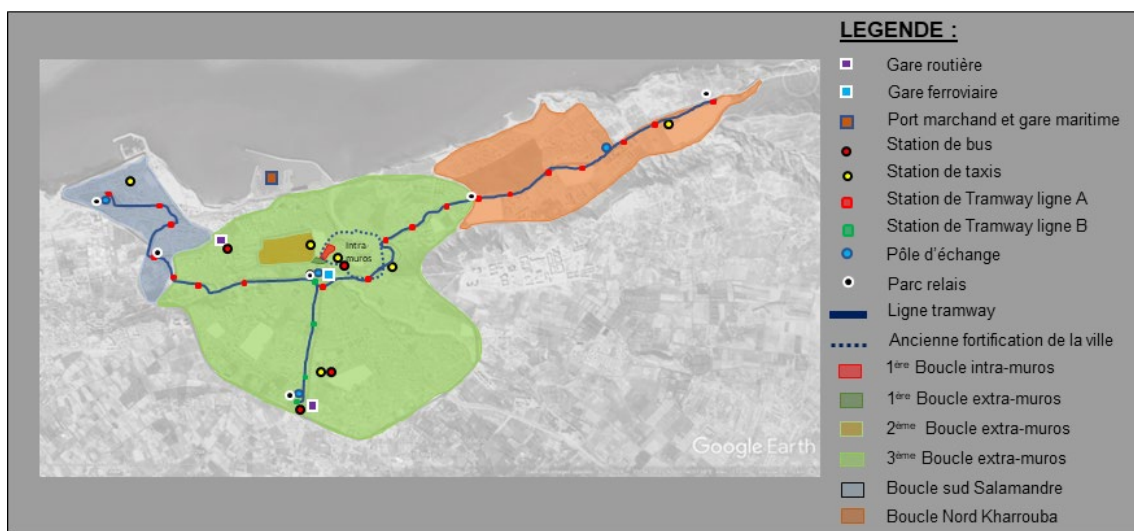 LEGENDE :
Gare routière
Gare ferroviaire
Port marchand et gare maritime
Station de bus
Station de taxis
Station de Tramway ligne A
Station de Tramway ligne B
Pôle d'échange
Parc relais
Ligne tramway
Ancienne fortification de la ville
1ère Boucle intra-muros
1ère Boucle extra-muros
2ème Boucle extra-muros
3ème Boucle extra-muros
Boucle sud Salamandre
Boucle Nord Kharrouba
Intra-
muros
Google Earth